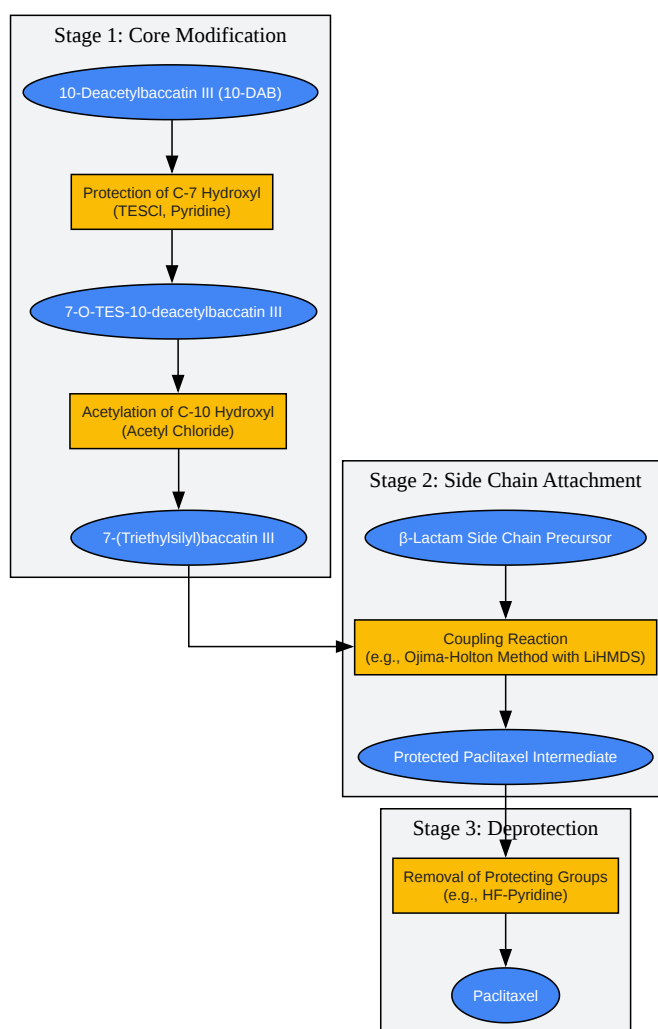 Stage 1: Core Modification
10-Deacetylbaccatin III (10-DAB)
Protection of C-7 Hydroxyl
(TESCl, Pyridine)
7-O-TES-10-deacetylbaccatin III
Acetylation of C-10 Hydroxyl
(Acetyl Chloride)
7-(Triethylsilyl)baccatin III
Stage 2: Side Chain Attachment
β-Lactam Side Chain Precursor
Coupling Reaction
(e.g., Ojima-Holton Method with LiHMDS)
Protected Paclitaxel Intermediate
Stage 3: Deprotection
Removal of Protecting Groups
(e.g., HF-Pyridine)
Paclitaxel